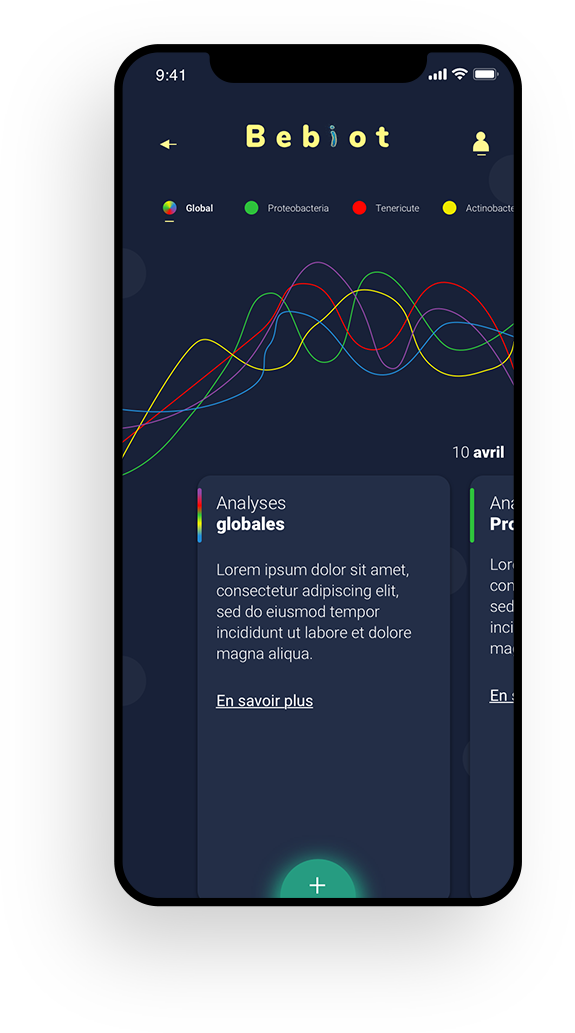 9:41
Bebiot
Global Proteobacteria Tenericute Actinobacte
10 avril
Analyses
globales
Lorem ipsum dolor sit amet,
consectetur adipiscing elit,
sed do eiusmod tempor
incididunt ut labore et dolore
magna aliqua.
En savoir plus
+
Ana
Pro
Lore
con
sed
inci
mag
En s